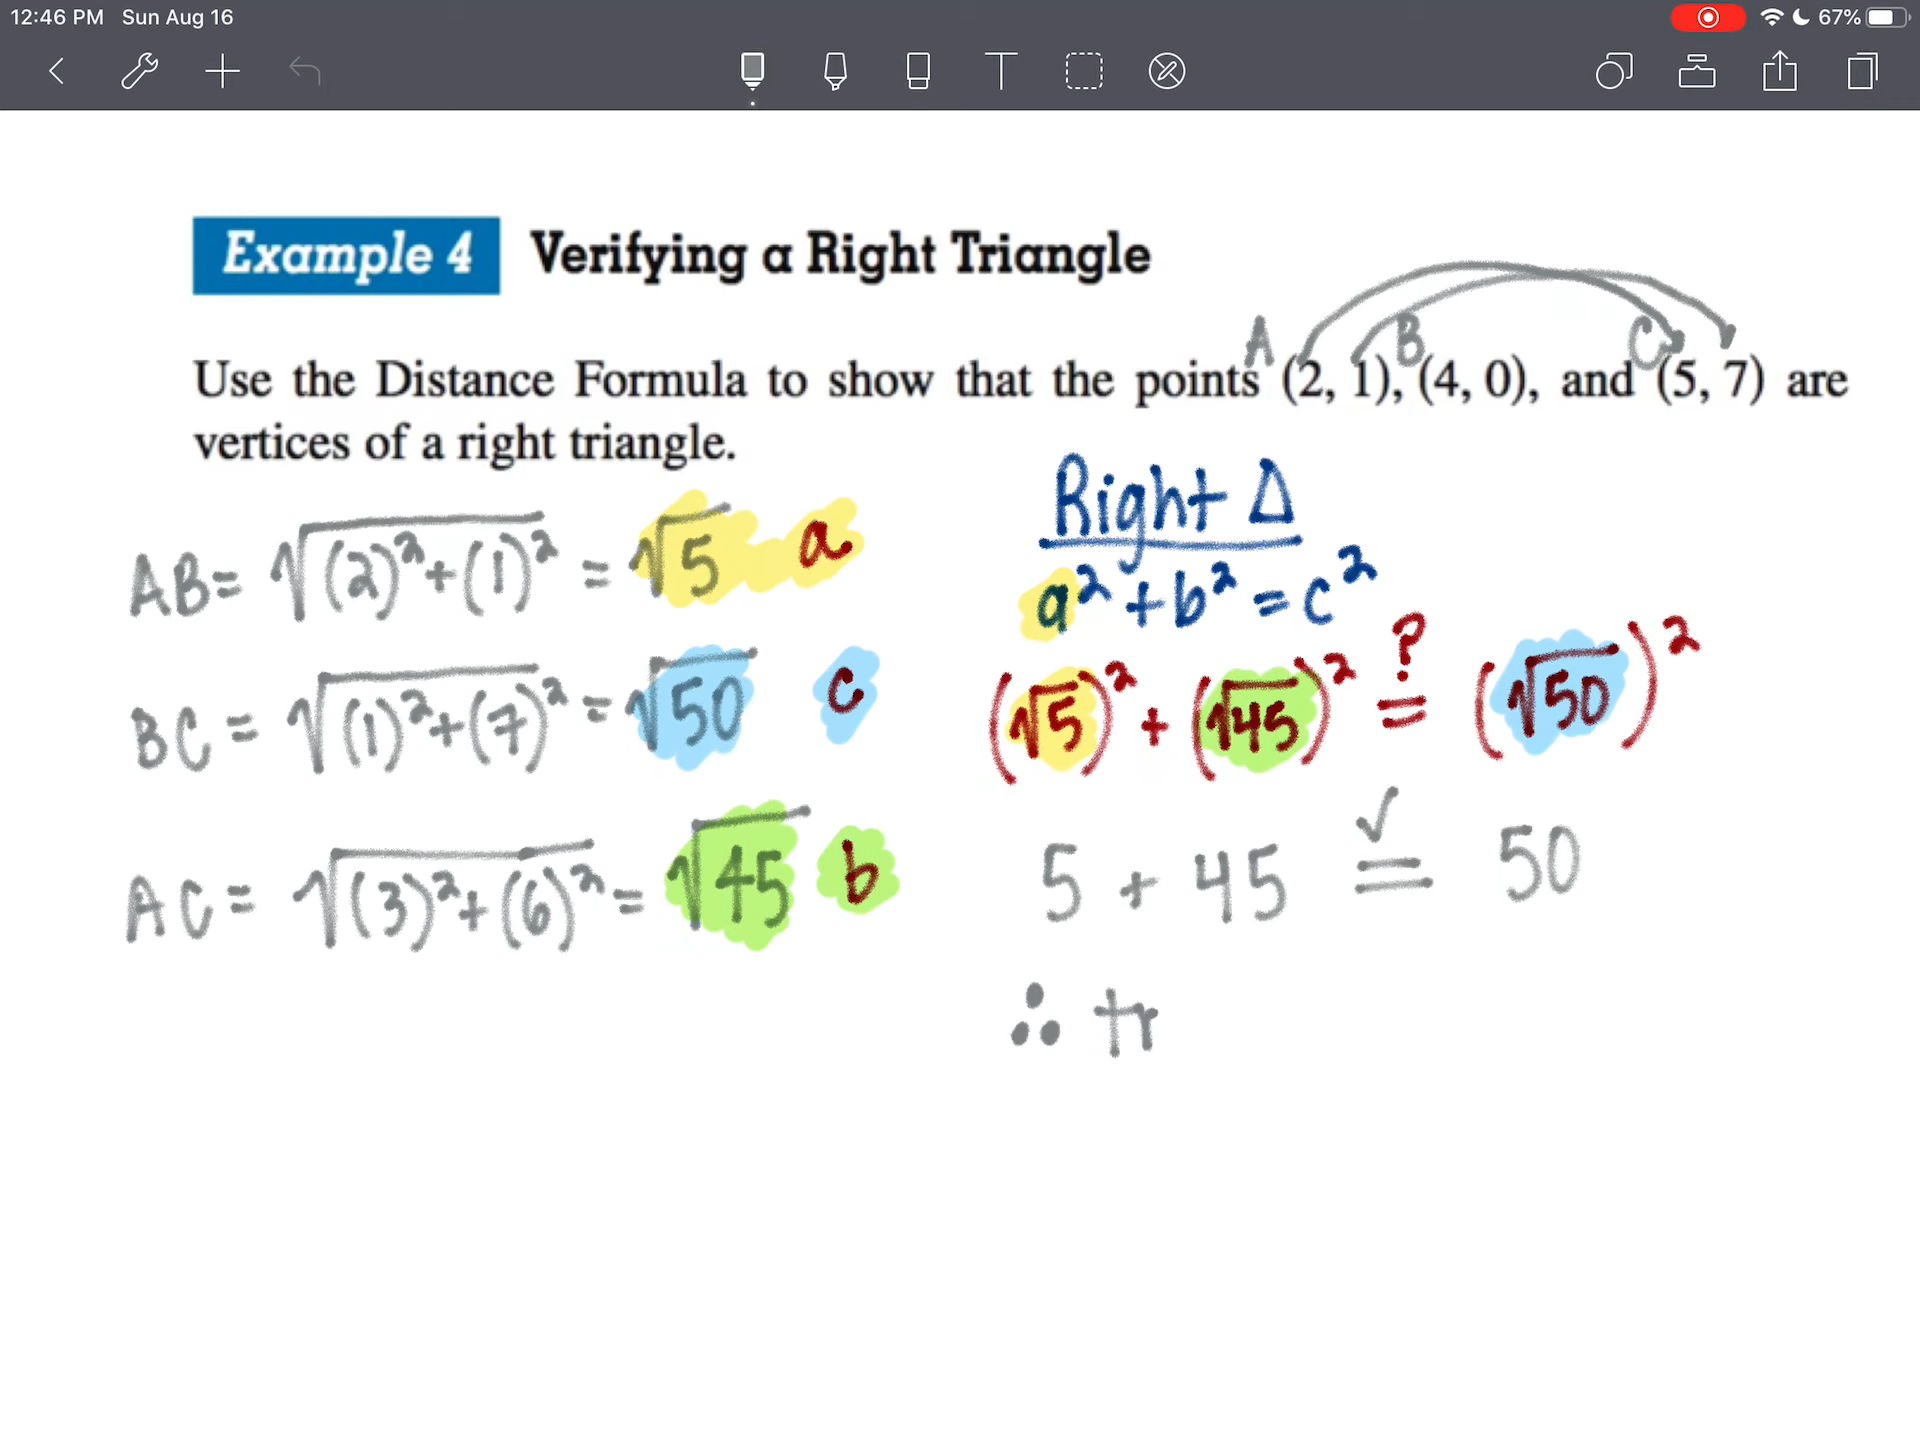 12:46 PM Sun Aug 16 67%
Example 4 Verifying a Right Triangle
A B C
Use the Distance Formula to show that the points (2, 1), (4, 0), and (5, 7) are
vertices of a right triangle.
Right Δ
AB = √(2)²+(1)² = √5 a
a² + b² = c²
BC = √(1)²+(7)² = √50 c
(√5)² + (√45)² ?= (√50)²
AC = √(3)²+(6)² = √45 b
5 + 45 =✓ 50
∴ tr